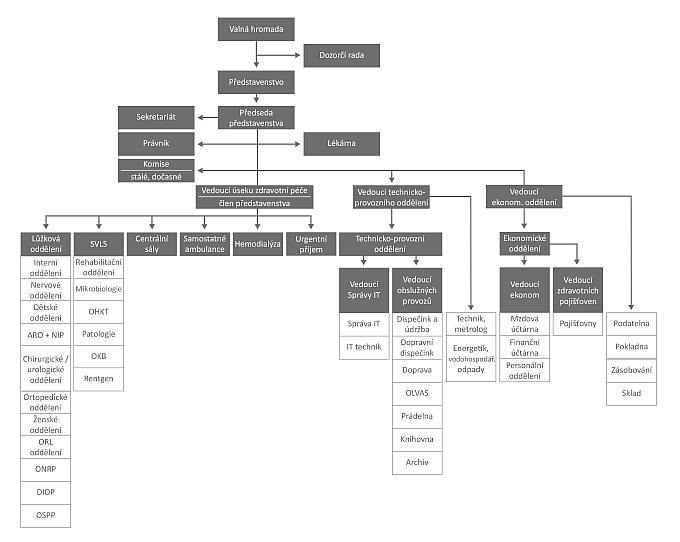 Valná hromada
Dozorčí rada
Představenstvo
Sekretariát
Předseda
představenstva
Právník
Lékárna
Komise
stálé, dočasné
Vedoucí úseku zdravotní péče
člen představenstva
Vedoucí technicko-
provozního oddělení
Vedoucí
ekonom. oddělení
Lůžková
oddělení
SVLS
Centrální
sály
Samostatné
ambulance
Hemodialýza
Urgentní
příjem
Technicko-provozní
oddělení
Ekonomické
oddělení
Interní
oddělení
Nervové
oddělení
Dětské
oddělení
ARO + NIP
Chirurgické /
urologické
oddělení
Ortopedické
oddělení
Ženské
oddělení
ORL
oddělení
ONRP
DIOP
OSPP
Rehabilitační
oddělení
Mikrobiologie
OHKT
Patologie
OKB
Rentgen
Vedoucí
Správy IT
Správa IT
IT technik
Vedoucí
obslužných
provozů
Dispečink a
údržba
Dopravní
dispečink
Doprava
OLVAS
Prádelna
Knihovna
Archiv
Technik,
metrolog
Energetik,
vodohospodář,
odpady
Vedoucí
ekonom
Mzdová
účtárna
Finanční
účtárna
Personální
oddělení
Vedoucí
zdravotních
pojišťoven
Pojišťovny
Podatelna
Pokladna
Zásobování
Sklad